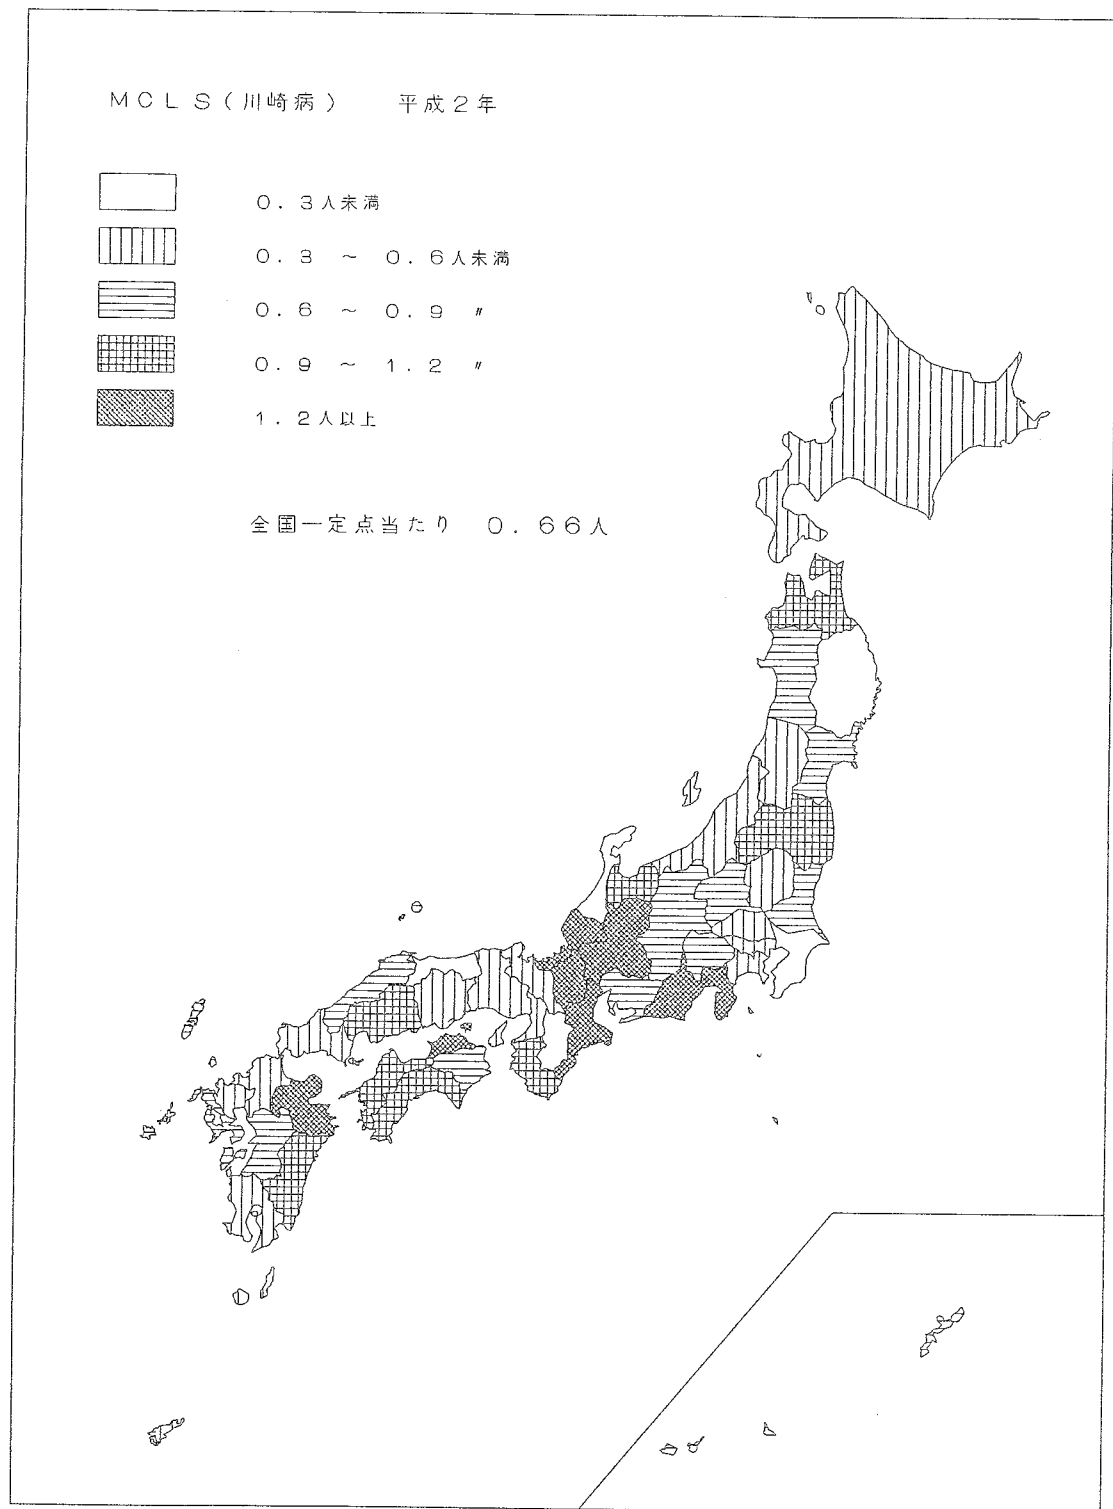 MCLS(川崎病) 平成2年
0.3人未満
0.3 ~ 0.6人未満
0.6 ~ 0.9 〃
0.9 ~ 1.2 〃
1.2人以上
全国一定点当たり 0.66人